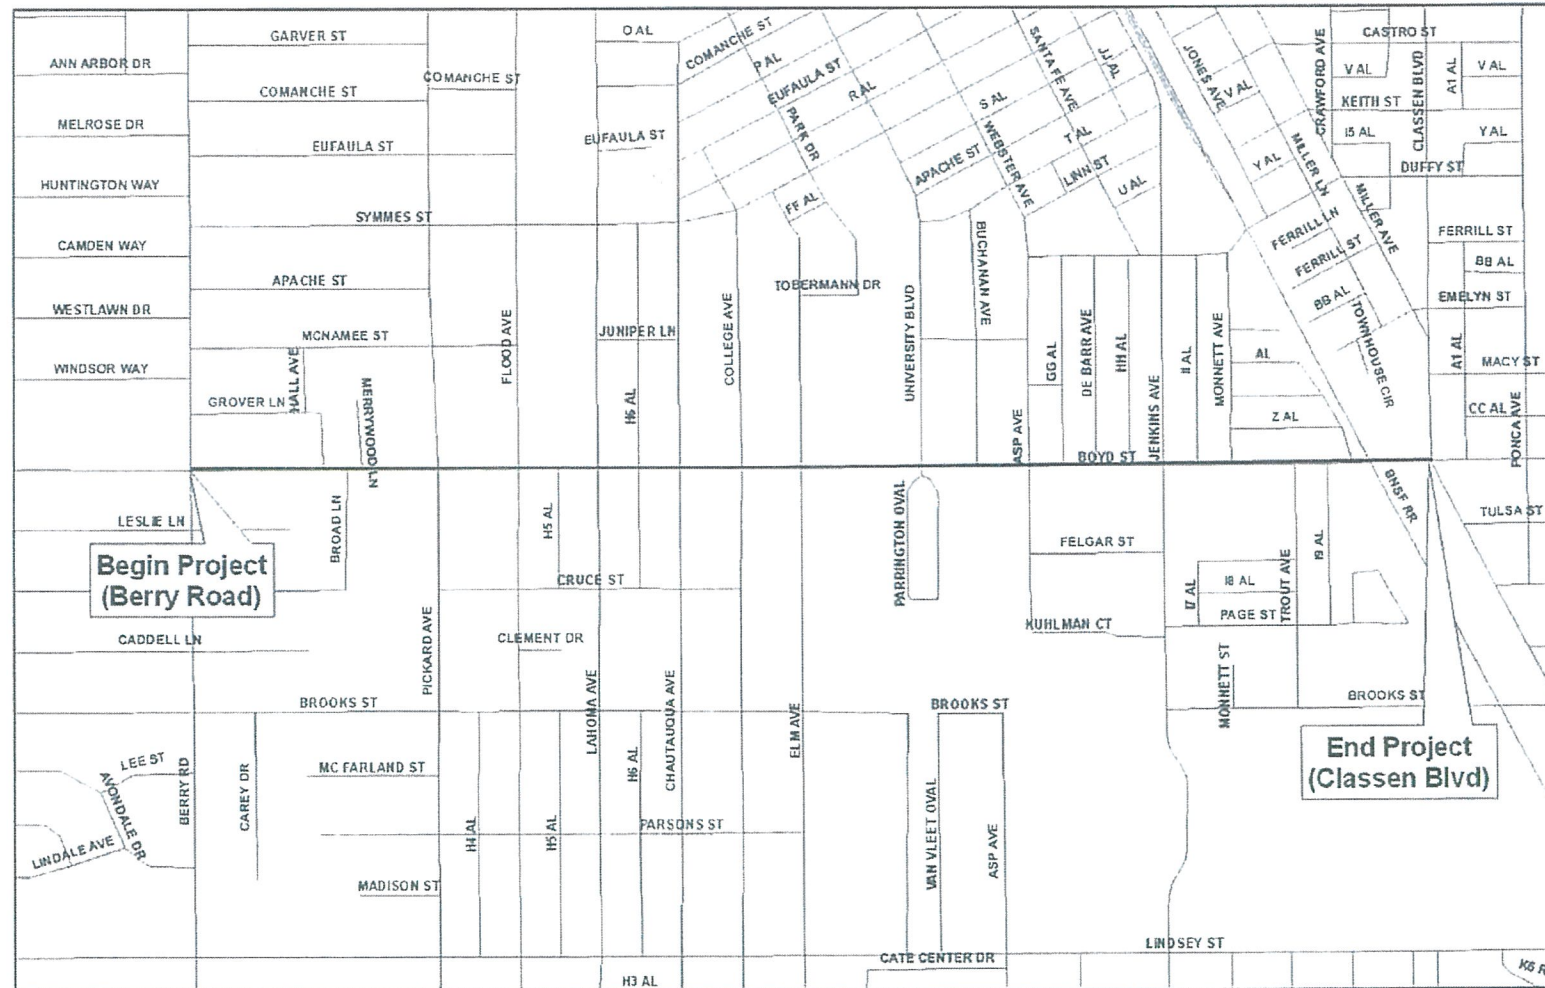 GARVER ST
O AL
COMANCHE ST
SANTA FE AVE
JJ AL
JONES AVE
CRAWFORD AVE
CASTRO ST
CLASSEN BLVD
ANN ARBOR DR
COMANCHE ST
P AL
EUFAULA ST
V AL
V AL
A1 AL
V AL
COMANCHE ST
R AL
S AL
KEITH ST
MELROSE DR
EUFAULA ST
EUFAULA ST
PARK DR
WEBSTER AVE
T AL
15 AL
Y AL
APACHE ST
LINN ST
Y AL
MILLER LN
DUFFY ST
HUNTINGTON WAY
FF AL
U AL
MILLER AVE
SYMMES ST
FERRILL LN
FERRILL ST
CAMDEN WAY
BUCHANAN AVE
FERRILL ST
BB AL
APACHE ST
TOBERMANN DR
BB AL
EMELYN ST
WESTLAWN DR
MCNAMEE ST
FLOOD AVE
JUNIPER LN
COLLEGE AVE
UNIVERSITY BLVD
GG AL
DE BARR AVE
HH AL
JENKINS AVE
II AL
MONNETT AVE
AL
TOWNHOUSE CIR
A1 AL
MACY ST
WINDSOR WAY
HALL AVE
GROVER LN
MERRYWOOD LN
H6 AL
ASP AVE
Z AL
CC AL
PONCA AVE
BOYD ST
BNSF RR
LESLIE LN
BROAD LN
H5 AL
PARRINGTON OVAL
FELGAR ST
19 AL
TULSA ST
Begin Project
(Berry Road)
CRUCE ST
17 AL
18 AL
TROUT AVE
PAGE ST
CADDELL LN
PICKARD AVE
CLEMENT DR
KUHLMAN CT
MONNETT ST
BROOKS ST
LAHOMA AVE
CHAUTAUQUA AVE
ELM AVE
BROOKS ST
BROOKS ST
End Project
(Classen Blvd)
LEE ST
AVONDALE DR
BERRY RD
CAREY DR
MC FARLAND ST
H6 AL
LINDALE AVE
H4 AL
H5 AL
PARSONS ST
VAN VLEET OVAL
ASP AVE
MADISON ST
LINDSEY ST
CATE CENTER DR
H3 AL